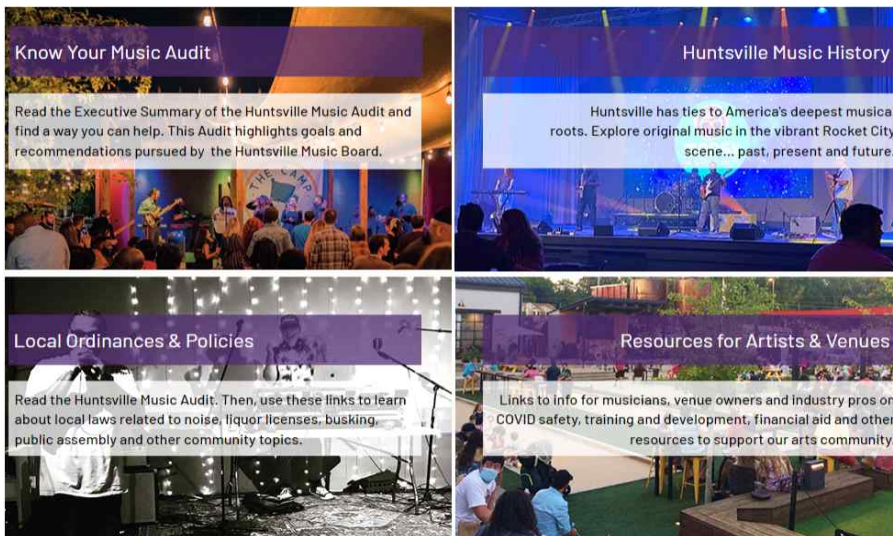 Know Your Music Audit
Read the Executive Summary of the Huntsville Music Audit and
find a way you can help. This Audit highlights goals and
recommendations pursued by the Huntsville Music Board.
THE CAMP
Huntsville Music History
Huntsville has ties to America's deepest musica
roots. Explore original music in the vibrant Rocket City
scene... past, present and future.
Local Ordinances & Policies
Read the Huntsville Music Audit. Then, use these links to learn
about local laws related to noise, liquor licenses, busking,
public assembly and other community topics.
Resources for Artists & Venues
Links to info for musicians, venue owners and industry pros on
COVID safety, training and development, financial aid and other
resources to support our arts community.